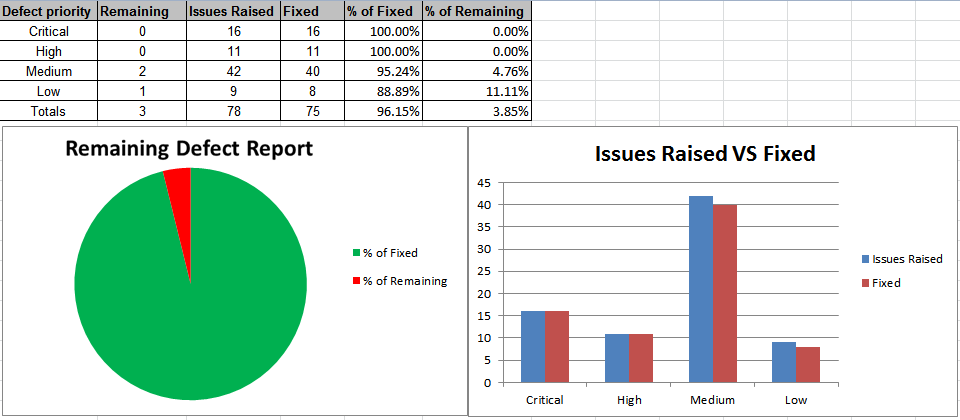 Defect priority Remaining Issues Raised Fixed % of Fixed % of Remaining
Critical 0 16 16 100.00% 0.00%
High 0 11 11 100.00% 0.00%
Medium 2 42 40 95.24% 4.76%
Low 1 9 8 88.89% 11.11%
Totals 3 78 75 96.15% 3.85%
Remaining Defect Report
% of Fixed
% of Remaining
Issues Raised VS Fixed
45
40
35
30
25
20
15
10
5
0
Critical High Medium Low
Issues Raised
Fixed